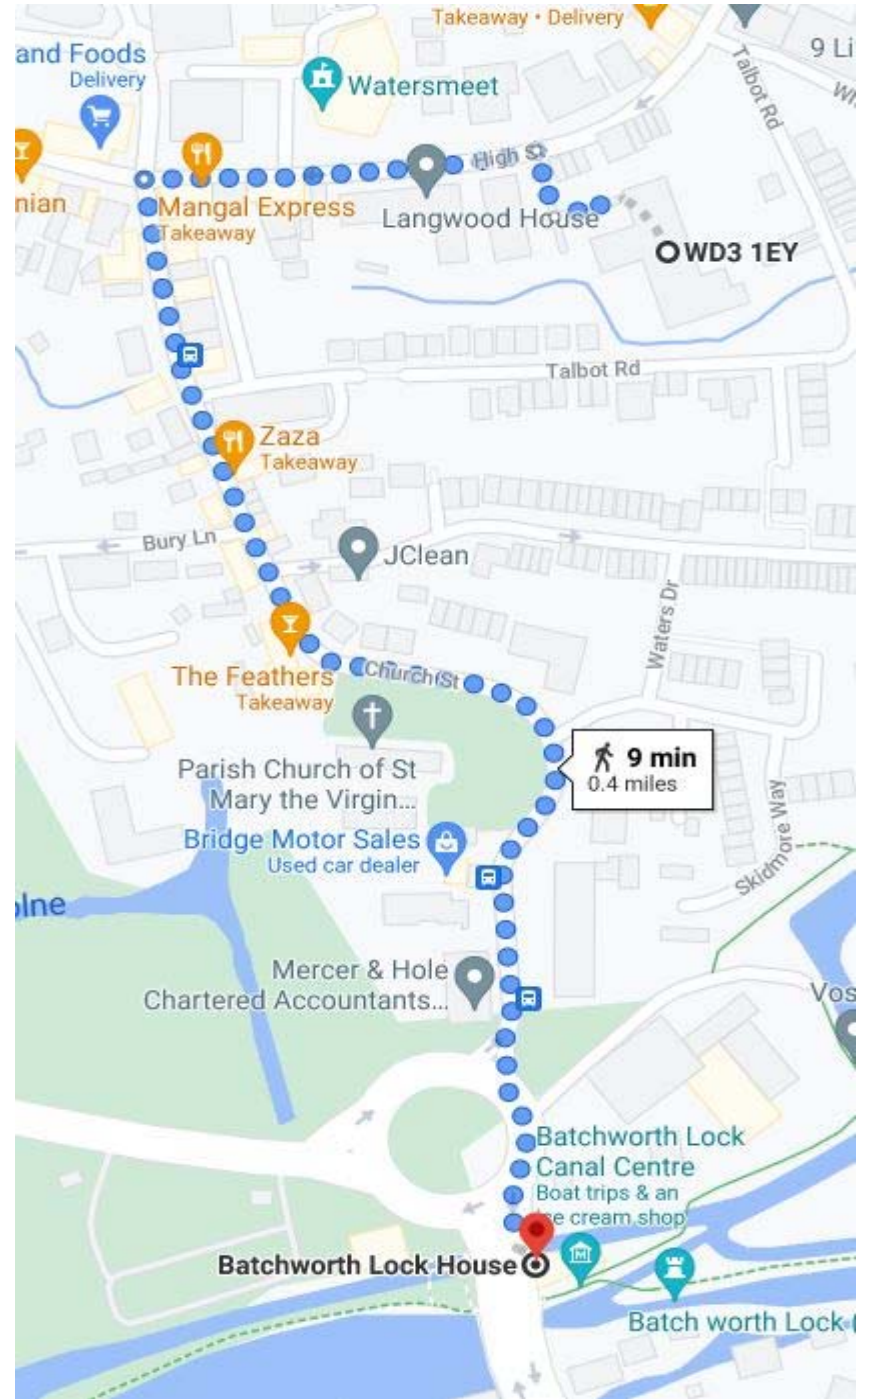 Takeaway • Delivery
and Foods
Delivery
Watersmeet
9 Li
Talbot Rd
High St
nian
Mangal Express
Takeaway
Langwood House
WD3 1EY
Talbot Rd
Zaza
Takeaway
Bury Ln
JClean
Waters Dr
The Feathers
Takeaway
Church St
Parish Church of St
Mary the Virgin...
9 min
0.4 miles
Bridge Motor Sales
Used car dealer
Skidmore Way
olne
Mercer & Hole
Chartered Accountants...
Vos
Batchworth Lock
Canal Centre
Boat trips & an
ice cream shop
Batchworth Lock House
Batch worth Lock (